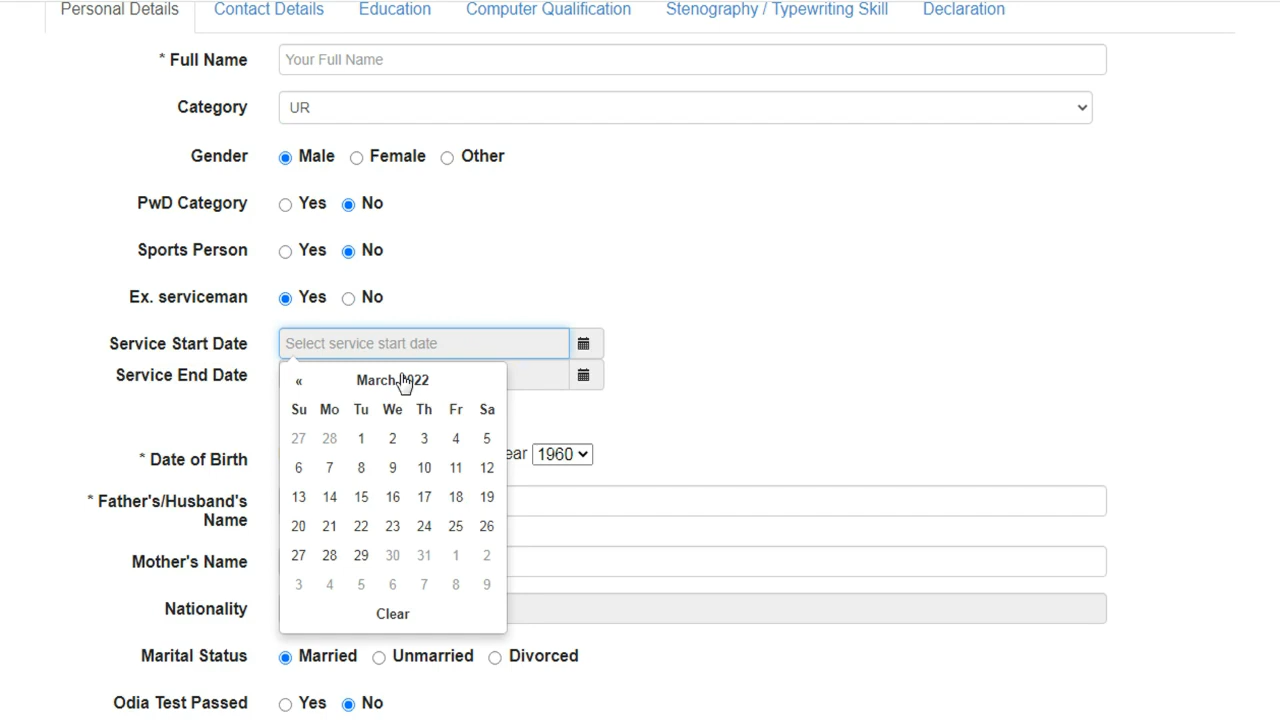 Personal Details Contact Details Education Computer Qualification Stenography / Typewriting Skill Declaration
* Full Name Your Full Name
Category UR
Gender Male Female Other
PwD Category Yes No
Sports Person Yes No
Ex. serviceman Yes No
Service Start Date Select service start date
Service End Date
« March 2022
Su Mo Tu We Th Fr Sa
27 28 1 2 3 4 5
* Date of Birth ear 1960
6 7 8 9 10 11 12
* Father's/Husband's
Name
13 14 15 16 17 18 19
20 21 22 23 24 25 26
Mother's Name
27 28 29 30 31 1 2
3 4 5 6 7 8 9
Nationality
Clear
Marital Status Married Unmarried Divorced
Odia Test Passed Yes No